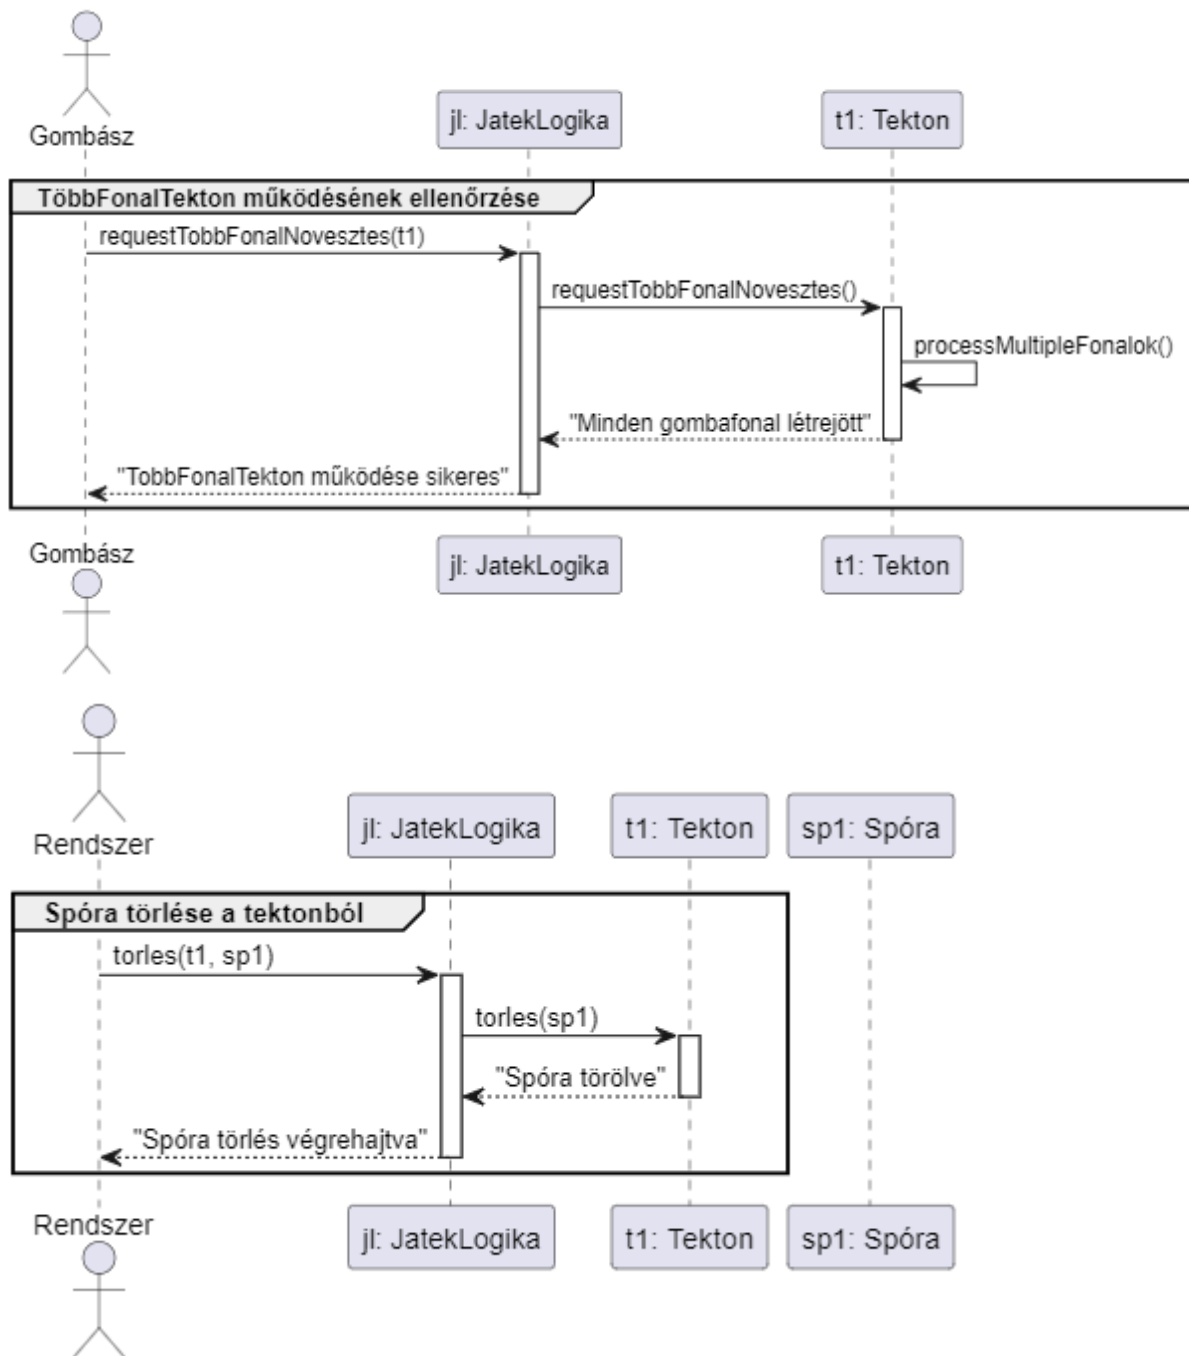 Gombász
jl: JatekLogika
t1: Tekton
TöbbFonalTekton működésének ellenőrzése
requestTobbFonalNovesztes(t1)
requestTobbFonalNovesztes()
processMultipleFonalok()
"Minden gombafonal létrejött"
"TobbFonalTekton működése sikeres"
Gombász
jl: JatekLogika
t1: Tekton
Rendszer
jl: JatekLogika
t1: Tekton
sp1: Spóra
Spóra törlése a tektonból
torles(t1, sp1)
torles(sp1)
"Spóra törölve"
"Spóra törlés végrehajtva"
Rendszer
jl: JatekLogika
t1: Tekton
sp1: Spóra